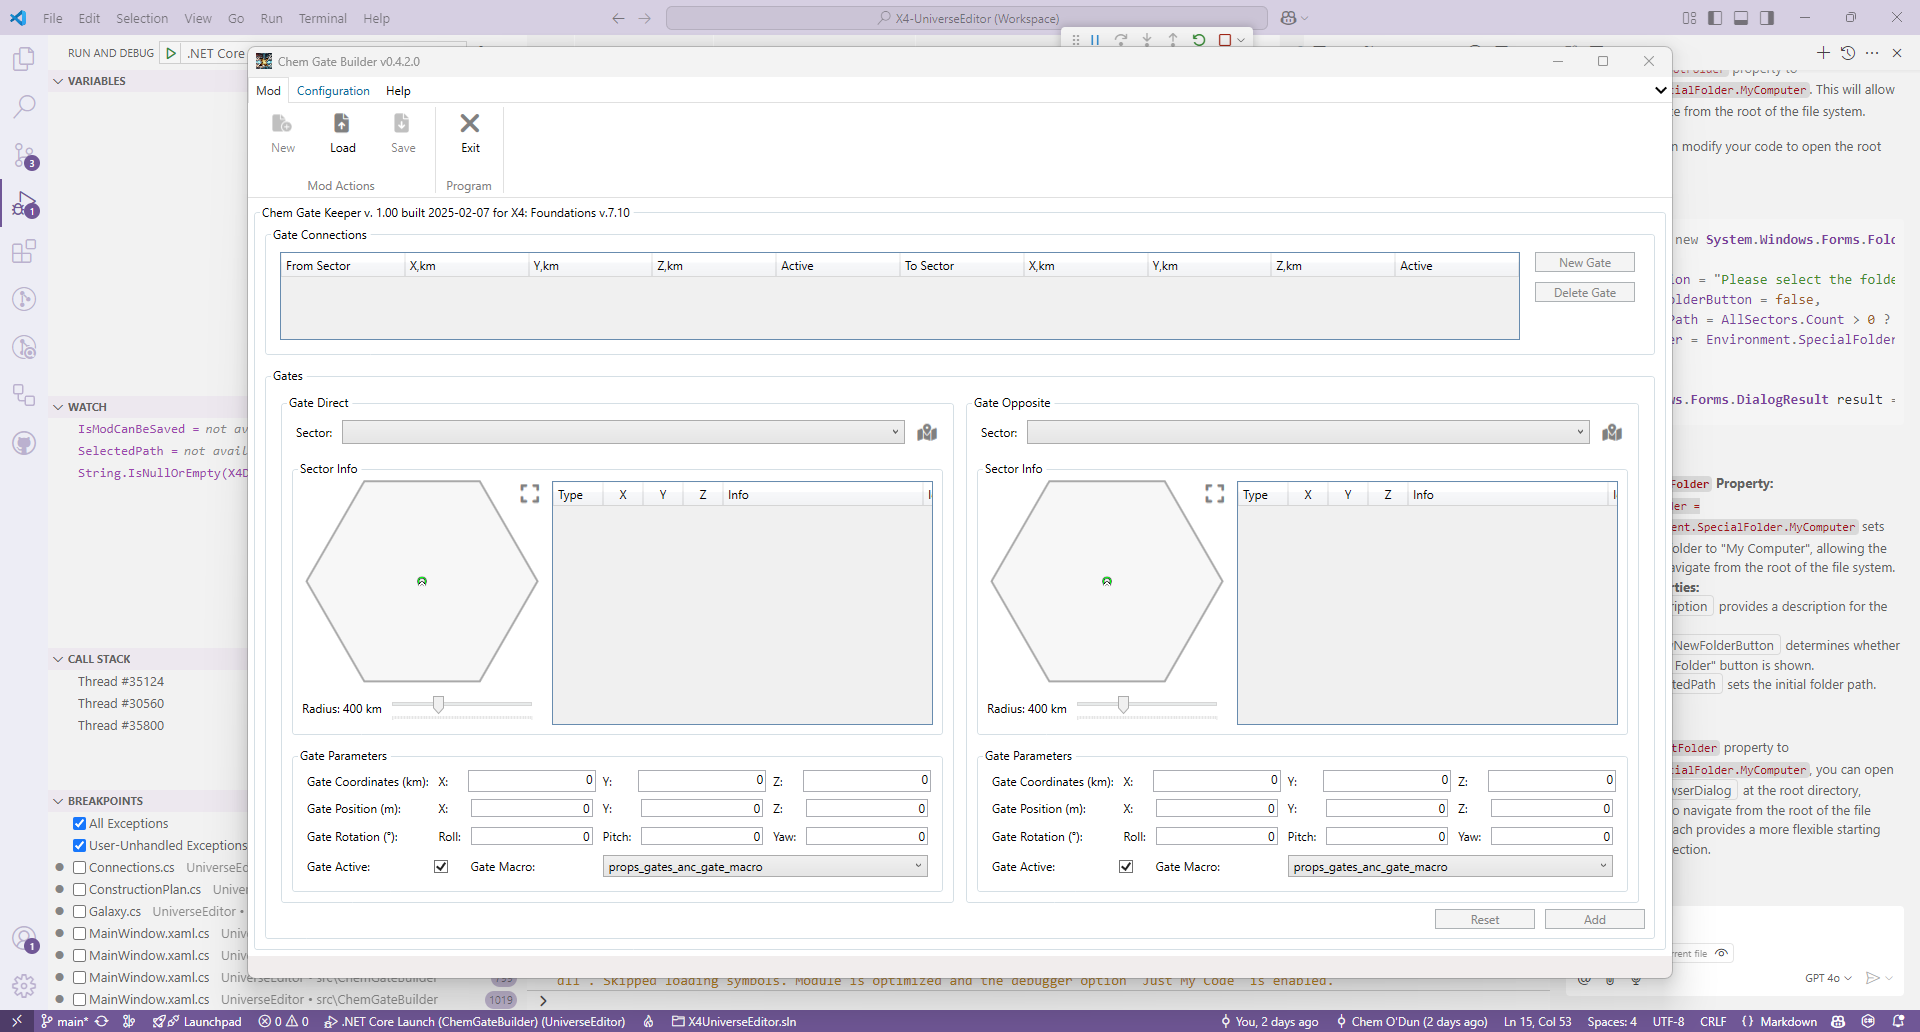 File Edit Selection View Go Run Terminal Help
X4-UniverseEditor (Workspace)
RUN AND DEBUG
.NET Core
VARIABLES
WATCH
IsModCanBeSaved = not av
SelectedPath = not avail
String.IsNullOrEmpty(X4D
CALL STACK
Thread #35124
Thread #30560
Thread #35800
BREAKPOINTS
All Exceptions
User-Unhandled Exceptions
Connections.cs UniverseEd
ConstructionPlan.cs Univer
Galaxy.cs UniverseEditor •
MainWindow.xaml.cs Univ
MainWindow.xaml.cs Univ
MainWindow.xaml.cs UniverseEditor • src\ChemGateBuilder
MainWindow.xaml.cs UniverseEditor • src\ChemGateBuilder 1019
3
1
1
Chem Gate Builder v0.4.2.0
Mod Configuration Help
New Load Save Exit
Mod Actions Program
Chem Gate Keeper v. 1.00 built 2025-02-07 for X4: Foundations v.7.10
Gate Connections
From Sector X,km Y,km Z,km Active To Sector X,km Y,km Z,km Active
New Gate
Delete Gate
Gates
Gate Direct
Sector:
Sector Info
Type X Y Z Info
Radius: 400 km
Gate Parameters
Gate Coordinates (km): X: 0 Y: 0 Z: 0
Gate Position (m): X: 0 Y: 0 Z: 0
Gate Rotation (°): Roll: 0 Pitch: 0 Yaw: 0
Gate Active: Gate Macro: props_gates_anc_gate_macro
Gate Opposite
Sector:
Sector Info
Type X Y Z Info
Radius: 400 km
Gate Parameters
Gate Coordinates (km): X: 0 Y: 0 Z: 0
Gate Position (m): X: 0 Y: 0 Z: 0
Gate Rotation (°): Roll: 0 Pitch: 0 Yaw: 0
Gate Active: Gate Macro: props_gates_anc_gate_macro
Reset Add
property to
cialFolder.MyComputer. This will allow
e from the root of the file system.
n modify your code to open the root
new System.Windows.Forms.Fold
ion = "Please select the folde
lderButton = false,
Path = AllSectors.Count > 0 ?
er = Environment.SpecialFolder
ws.Forms.DialogResult result =
Folder Property:
der =
ent.SpecialFolder.MyComputer sets
older to "My Computer", allowing the
avigate from the root of the file system.
rties:
ription provides a description for the
NewFolderButton determines whether
Folder" button is shown.
tedPath sets the initial folder path.
tFolder property to
cialFolder.MyComputer, you can open
wserDialog at the root directory,
o navigate from the root of the file
ach provides a more flexible starting
ection.
rrent file
GPT 4o
dll . Skipped loading symbols. Module is optimized and the debugger option Just My Code is enabled.
main* Launchpad 0 0 .NET Core Launch (ChemGateBuilder) (UniverseEditor) X4UniverseEditor.sln You, 2 days ago Chem O'Dun (2 days ago) Ln 15, Col 53 Spaces: 4 UTF-8 CRLF {} Markdown